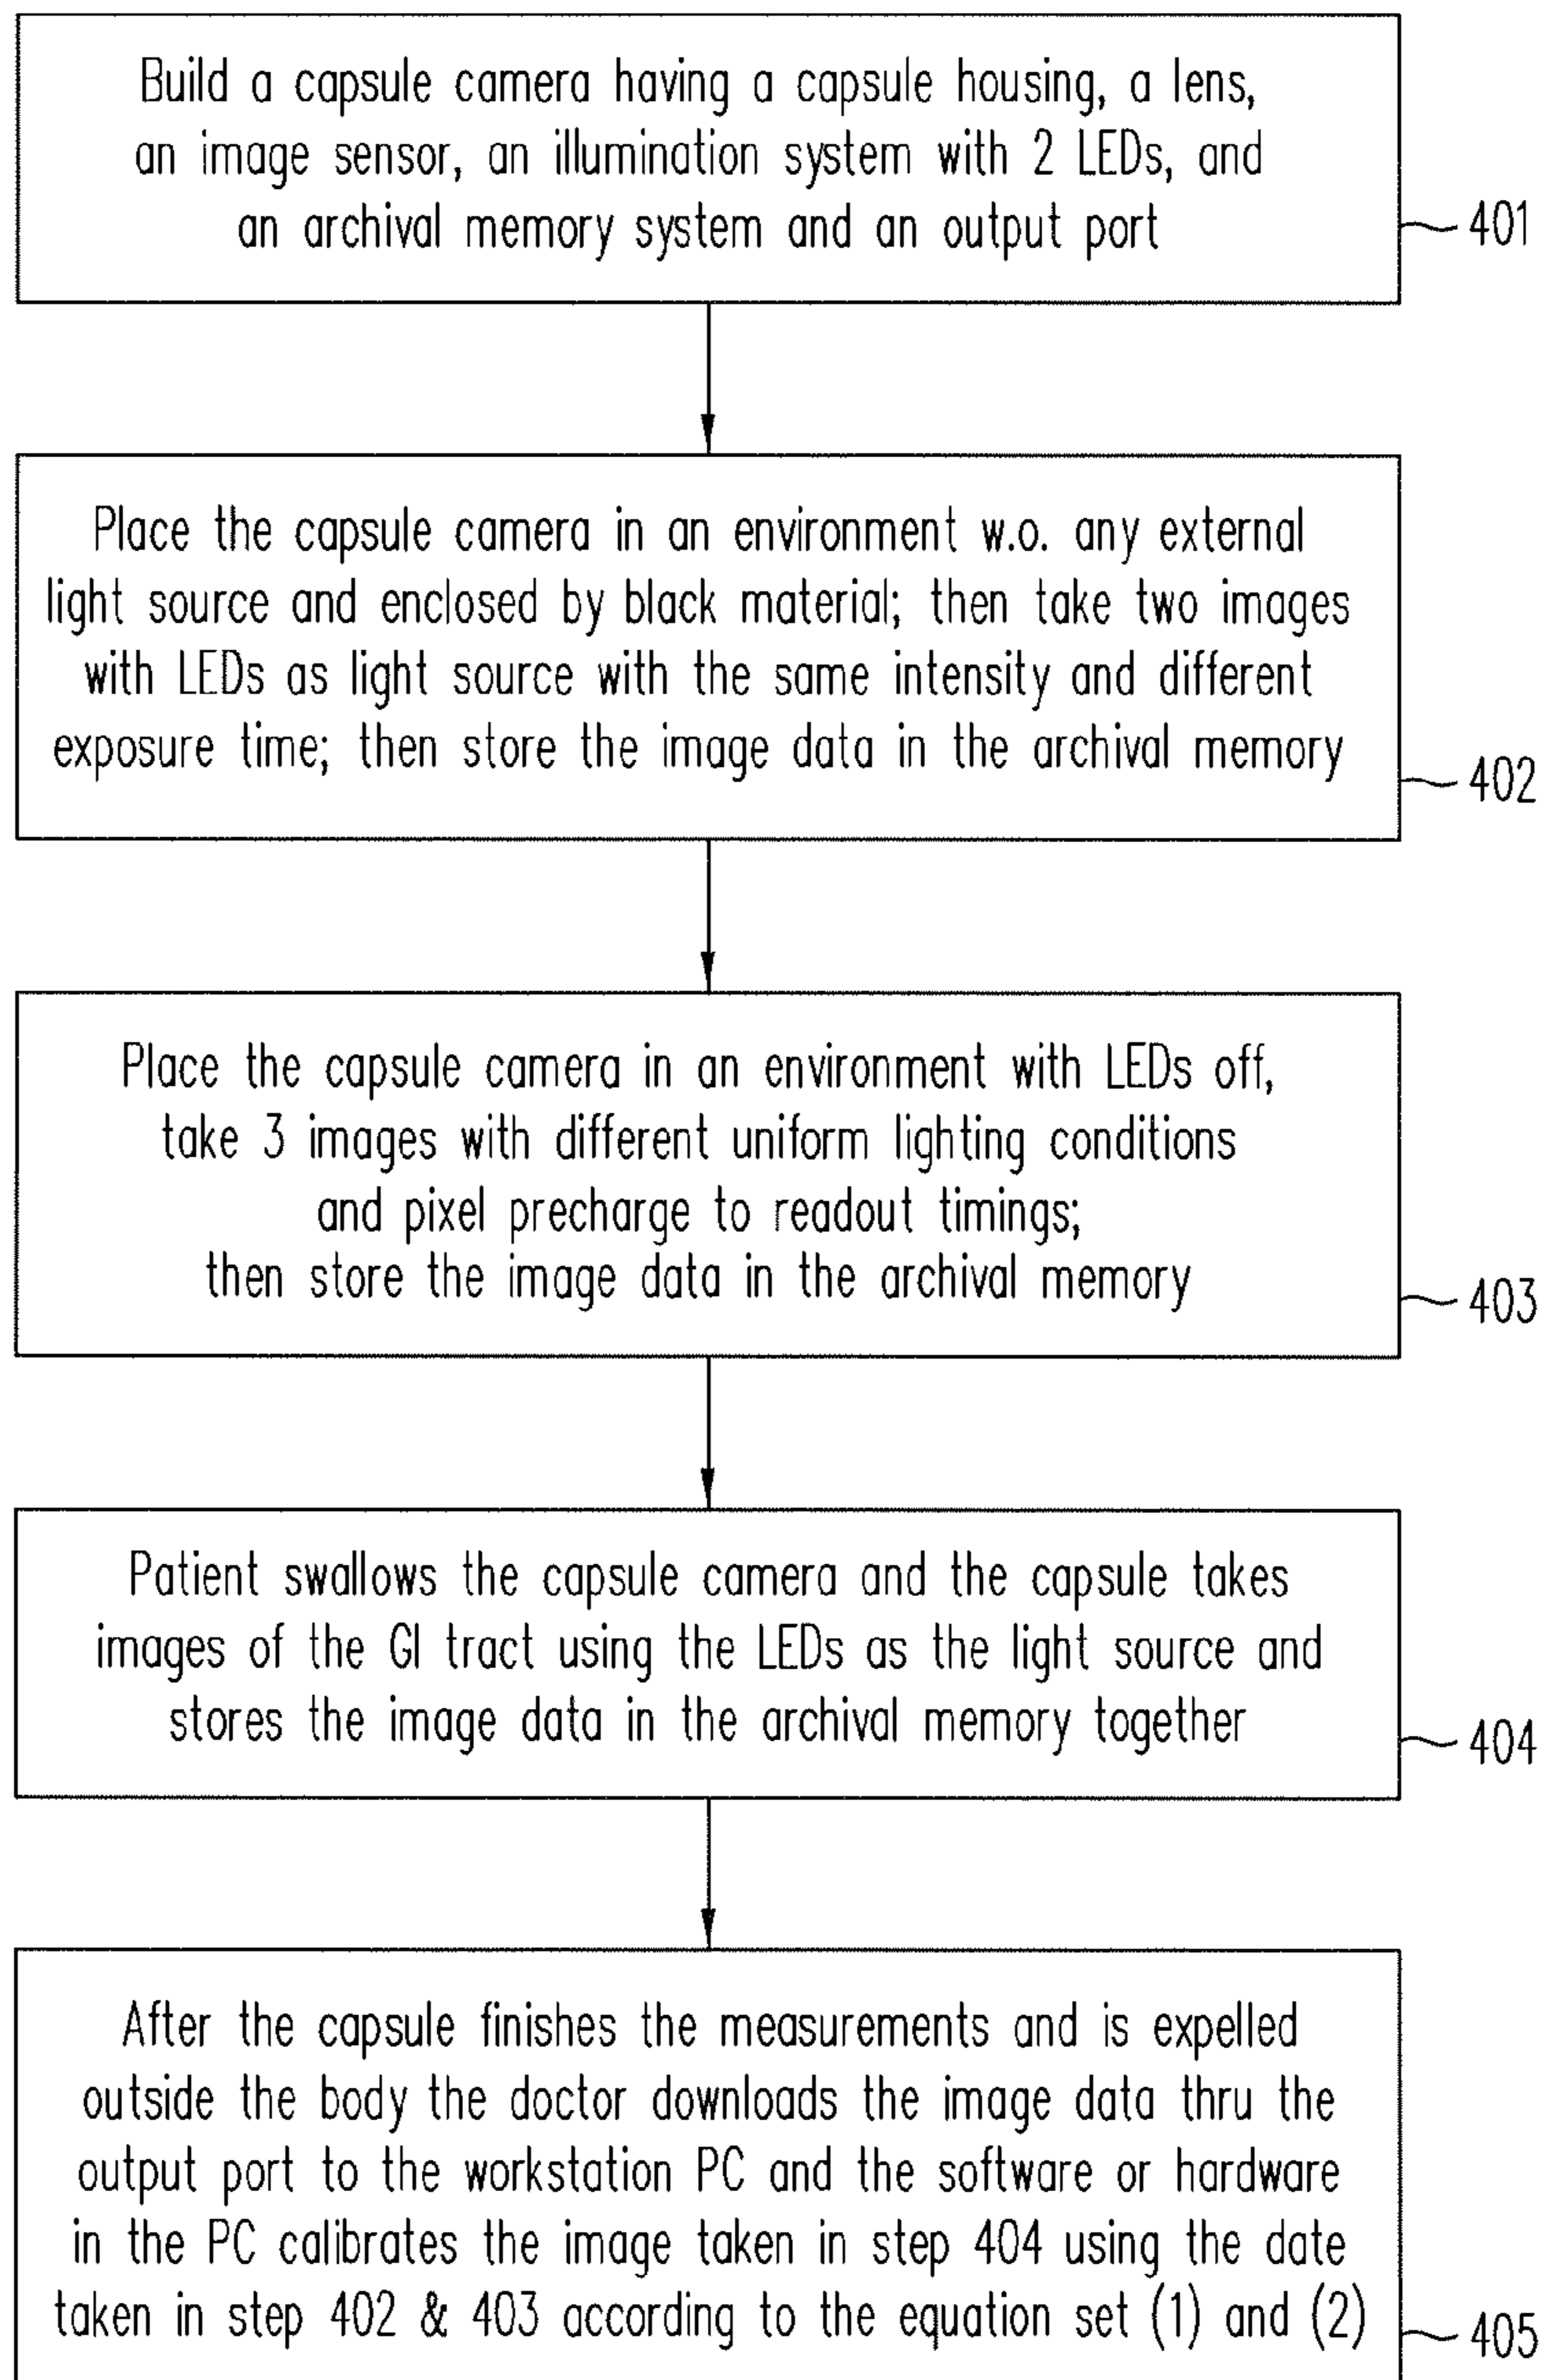 Build a capsule camera having a capsule housing, a lens,
an image sensor, an illumination system with 2 LEDs, and
an archival memory system and an output port
401
Place the capsule camera in an environment w.o. any external
light source and enclosed by black material; then take two images
with LEDs as light source with the same intensity and different
exposure time; then store the image data in the archival memory
402
Place the capsule camera in an environment with LEDs off,
take 3 images with different uniform lighting conditions
and pixel precharge to readout timings;
then store the image data in the archival memory
403
Patient swallows the capsule camera and the capsule takes
images of the GI tract using the LEDs as the light source and
stores the image data in the archival memory together
404
After the capsule finishes the measurements and is expelled
outside the body the doctor downloads the image data thru the
output port to the workstation PC and the software or hardware
in the PC calibrates the image taken in step 404 using the date
taken in step 402 & 403 according to the equation set (1) and (2)
405